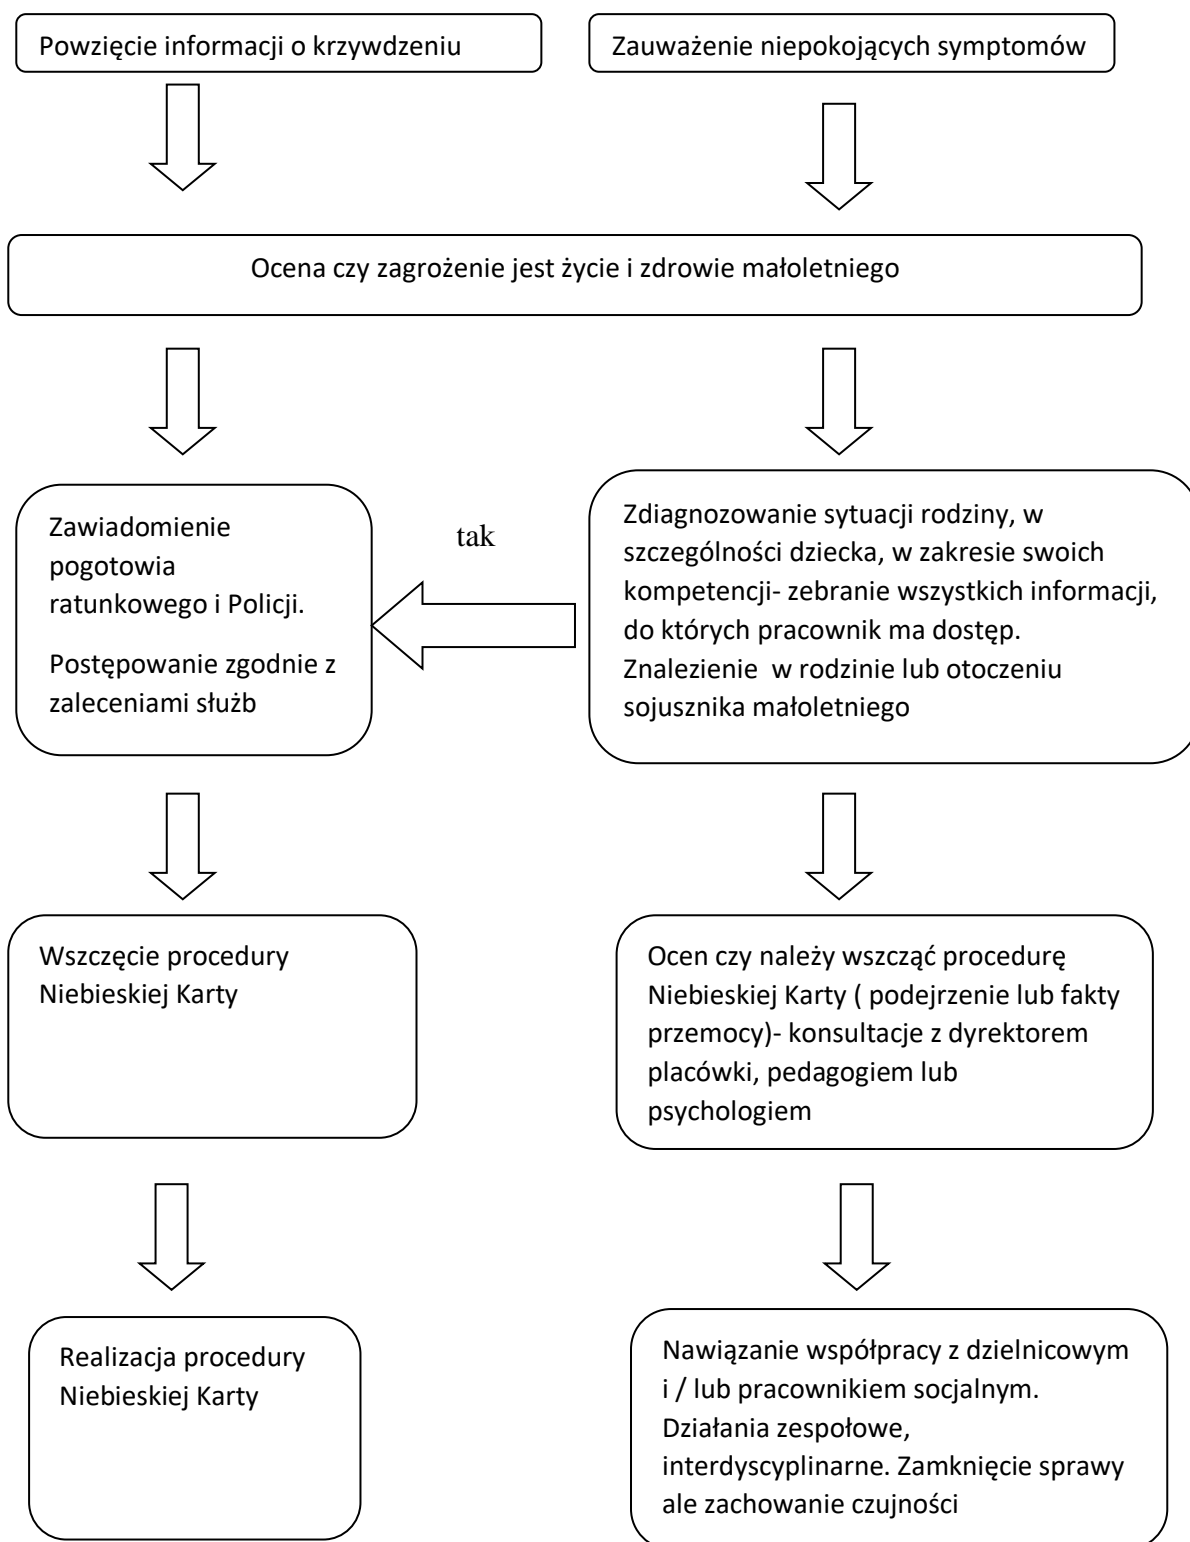 Powzięcie informacji o krzywdzeniu
Zauważenie niepokojących symptomów
Ocena czy zagrożenie jest życie i zdrowie małoletniego
Zawiadomienie
pogotowia
ratunkowego i Policji.
Postępowanie zgodnie z
zaleceniami służb
tak
Zdiagnozowanie sytuacji rodziny, w
szczególności dziecka, w zakresie swoich
kompetencji- zebranie wszystkich informacji,
do których pracownik ma dostęp.
Znalezienie w rodzinie lub otoczeniu
sojusznika małoletniego
Wszczęcie procedury
Niebieskiej Karty
Ocen czy należy wszcząć procedurę
Niebieskiej Karty ( podejrzenie lub fakty
przemocy)- konsultacje z dyrektorem
placówki, pedagogiem lub
psychologiem
Realizacja procedury
Niebieskiej Karty
Nawiązanie współpracy z dzielnicowym
i / lub pracownikiem socjalnym.
Działania zespołowe,
interdyscyplinarne. Zamknięcie sprawy
ale zachowanie czujności